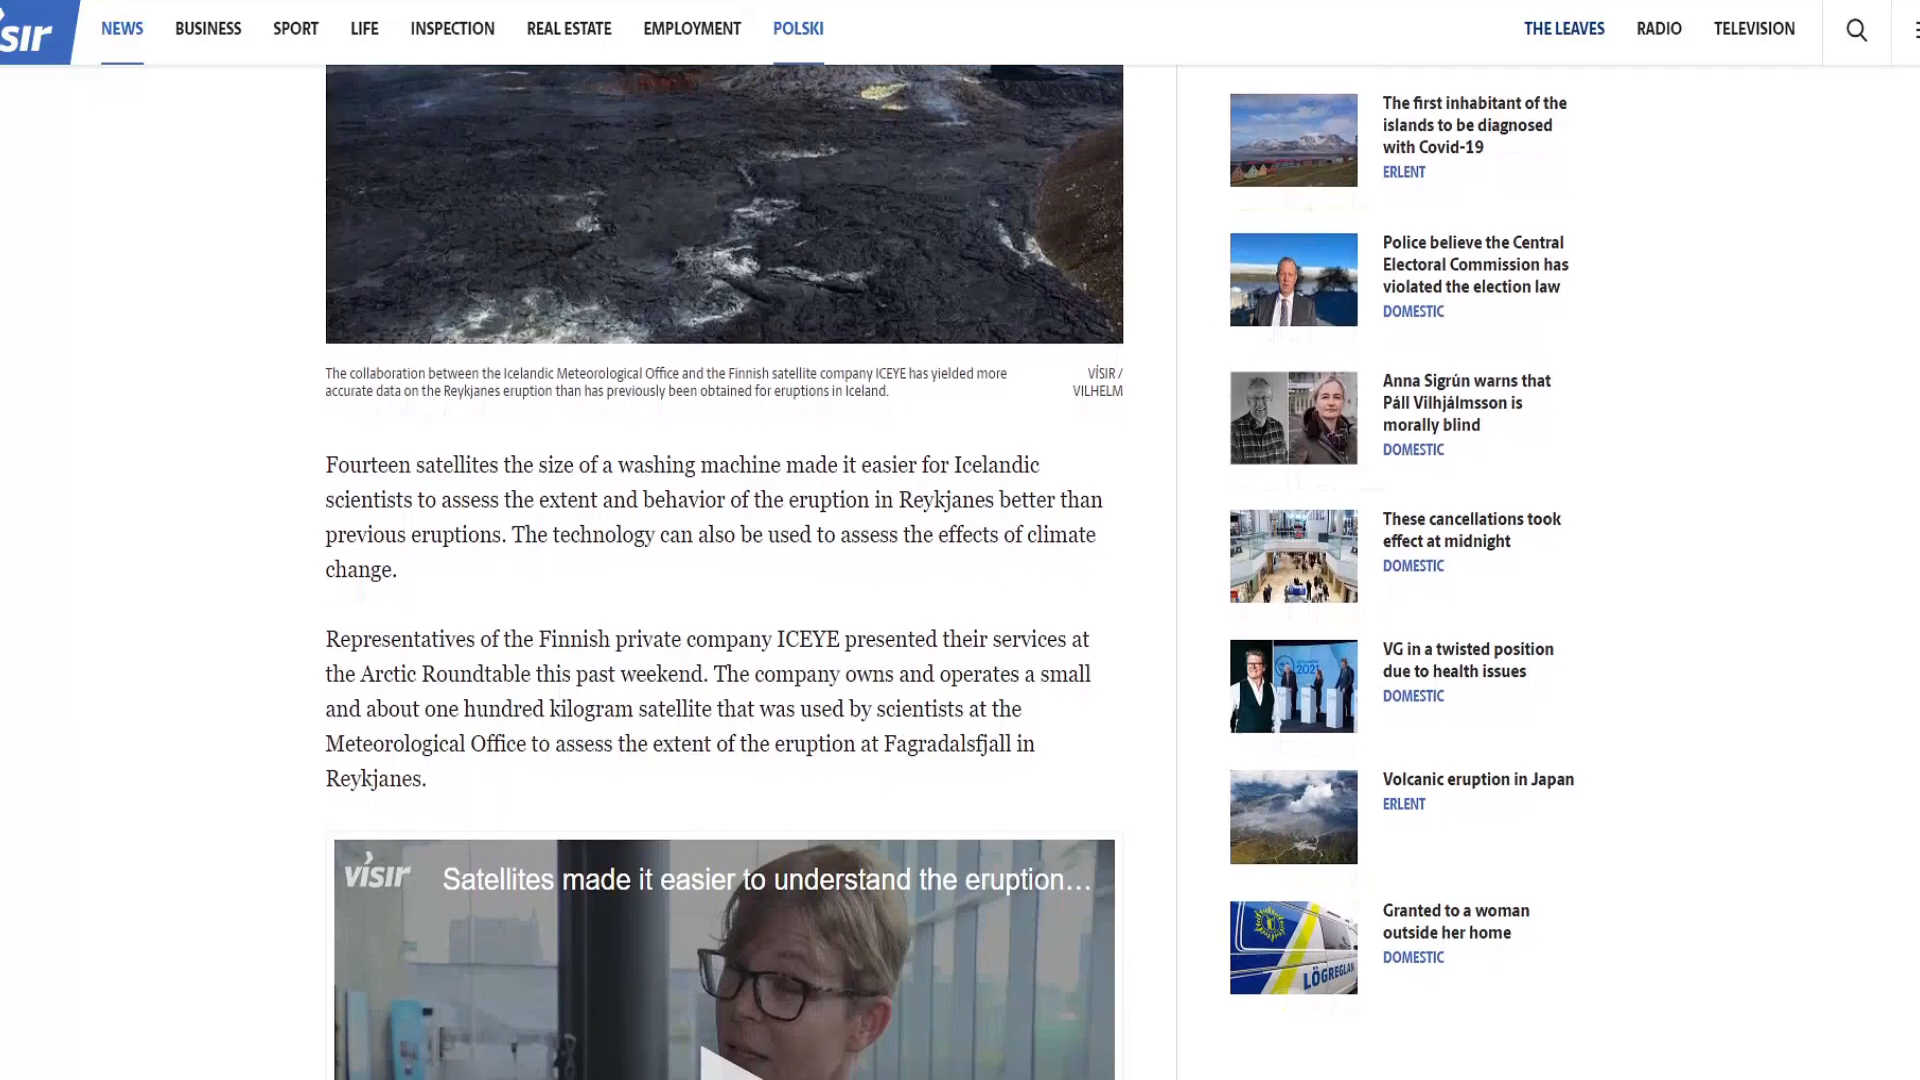 vísir
NEWS
BUSINESS
SPORT
LIFE
INSPECTION
REAL ESTATE
EMPLOYMENT
POLSKI
THE LEAVES
RADIO
TELEVISION
The collaboration between the Icelandic Meteorological Office and the Finnish satellite company ICEYE has yielded more
accurate data on the Reykjanes eruption than has previously been obtained for eruptions in Iceland.
VÍSIR /
VILHELM
Fourteen satellites the size of a washing machine made it easier for Icelandic
scientists to assess the extent and behavior of the eruption in Reykjanes better than
previous eruptions. The technology can also be used to assess the effects of climate
change.
Representatives of the Finnish private company ICEYE presented their services at
the Arctic Roundtable this past weekend. The company owns and operates a small
and about one hundred kilogram satellite that was used by scientists at the
Meteorological Office to assess the extent of the eruption at Fagradalsfjall in
Reykjanes.
vísir
Satellites made it easier to understand the eruption...
The first inhabitant of the
islands to be diagnosed
with Covid-19
ERLENT
Police believe the Central
Electoral Commission has
violated the election law
DOMESTIC
Anna Sigrún warns that
Páll Vilhjálmsson is
morally blind
DOMESTIC
These cancellations took
effect at midnight
DOMESTIC
2021
VG in a twisted position
due to health issues
DOMESTIC
Volcanic eruption in Japan
ERLENT
LÖGREGLAN
Granted to a woman
outside her home
DOMESTIC